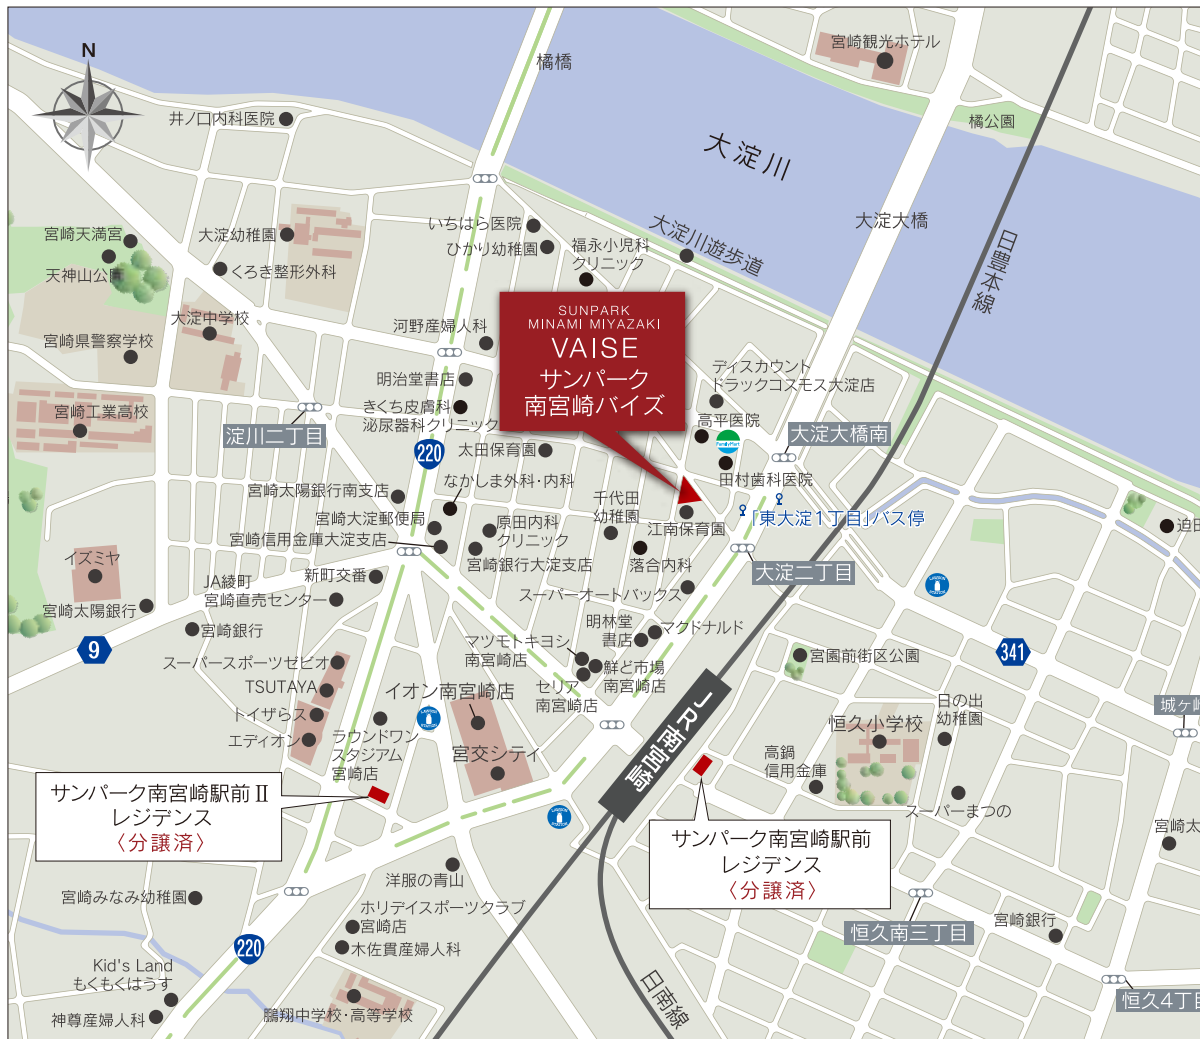 N
橘橋
宮崎観光ホテル
橘公園
井ノ口内科医院
大淀川
大淀大橋
日豊本線
宮崎天満宮
天神山公園
大淀幼稚園
くろき整形外科
いちはら医院
ひかり幼稚園
福永小児科
クリニック
大淀川遊歩道
大淀中学校
宮崎県警察学校
河野産婦人科
SUNPARK
MINAMI MIYAZAKI
VAISE
サンパーク
南宮崎バイズ
ディスカウント
ドラックコスモス大淀店
明治堂書店
きくち皮膚科
泌尿器科クリニック
宮崎工業高校
淀川二丁目
220
太田保育園
高平医院
FamilyMart
大淀大橋南
田村歯科医院
なかしま外科・内科
宮崎太陽銀行南支店
宮崎大淀郵便局
宮崎信用金庫大淀支店
原田内科
クリニック
宮崎銀行大淀支店
千代田
幼稚園
江南保育園
「東大淀1丁目」バス停
迫田
落合内科
大淀二丁目
イズミヤ
宮崎太陽銀行
JA綾町
宮崎直売センター
新町交番
スーパーオートバックス
宮崎銀行
9
明林堂
書店
マクドナルド
マツモトキヨシ
南宮崎店
セリア
南宮崎店
鮮ど市場
南宮崎店
宮園前街区公園
341
スーパースポーツゼビオ
TSUTAYA
トイザらス
エディオン
イオン南宮崎店
ラウンドワン
スタジアム
宮崎店
宮交シティ
JR南宮崎
恒久小学校
日の出
幼稚園
城ヶ崎
高鍋
信用金庫
スーパーまつの
サンパーク南宮崎駅前Ⅱ
レジデンス
〈分譲済〉
サンパーク南宮崎駅前
レジデンス
〈分譲済〉
宮崎太
洋服の青山
宮崎みなみ幼稚園
ホリデイスポーツクラブ
宮崎店
木佐貫産婦人科
220
恒久南三丁目
宮崎銀行
Kid's Land
もくもくはうす
神尊産婦人科
鵬翔中学校・高等学校
日南線
恒久4丁目